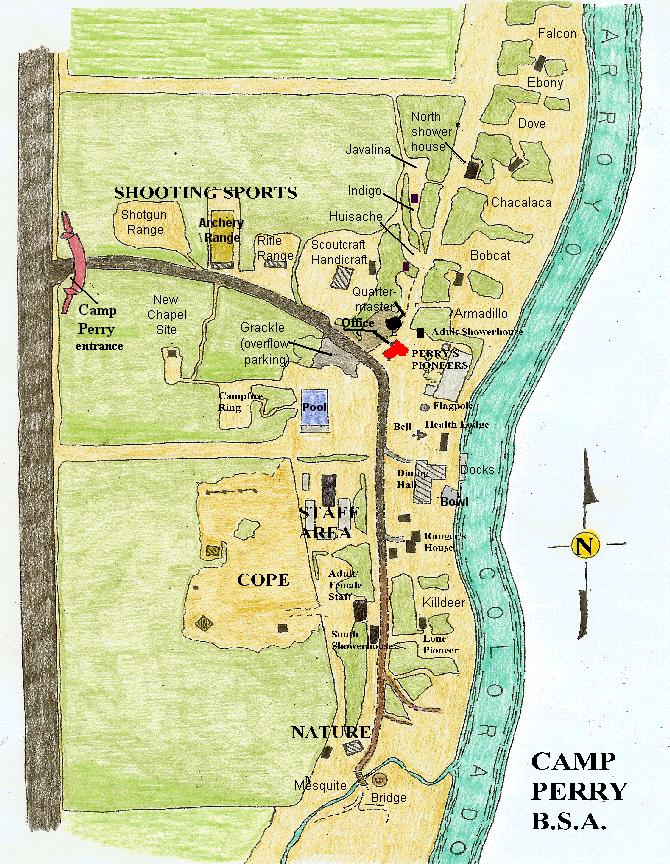 Falcon
Ebony
Dove
North
shower
house
Javalina
Indigo
Huisache
Chacalaca
SHOOTING SPORTS
Shotgun
Range
Archery
Range
Rifle
Range
Scoutcraft
Handicraft
Bobcat
Quarter-
master
Armadillo
Office
Adult Showerhouse
PERRY'S
PIONEERS
Camp
Perry
entrance
New
Chapel
Site
Grackle
(overflow
parking)
Campfire
Ring
Pool
Flagpole
Bell
Health Lodge
Dining
Hall
Docks
Bowl
STAFF
AREA
Ranger's
House
COPE
Adult
Female
Staff
Killdeer
South
Showerhouse
Lone
Pioneer
NATURE
Mesquite
Bridge
ARROYO
COLORADO
N
CAMP
PERRY
B.S.A.